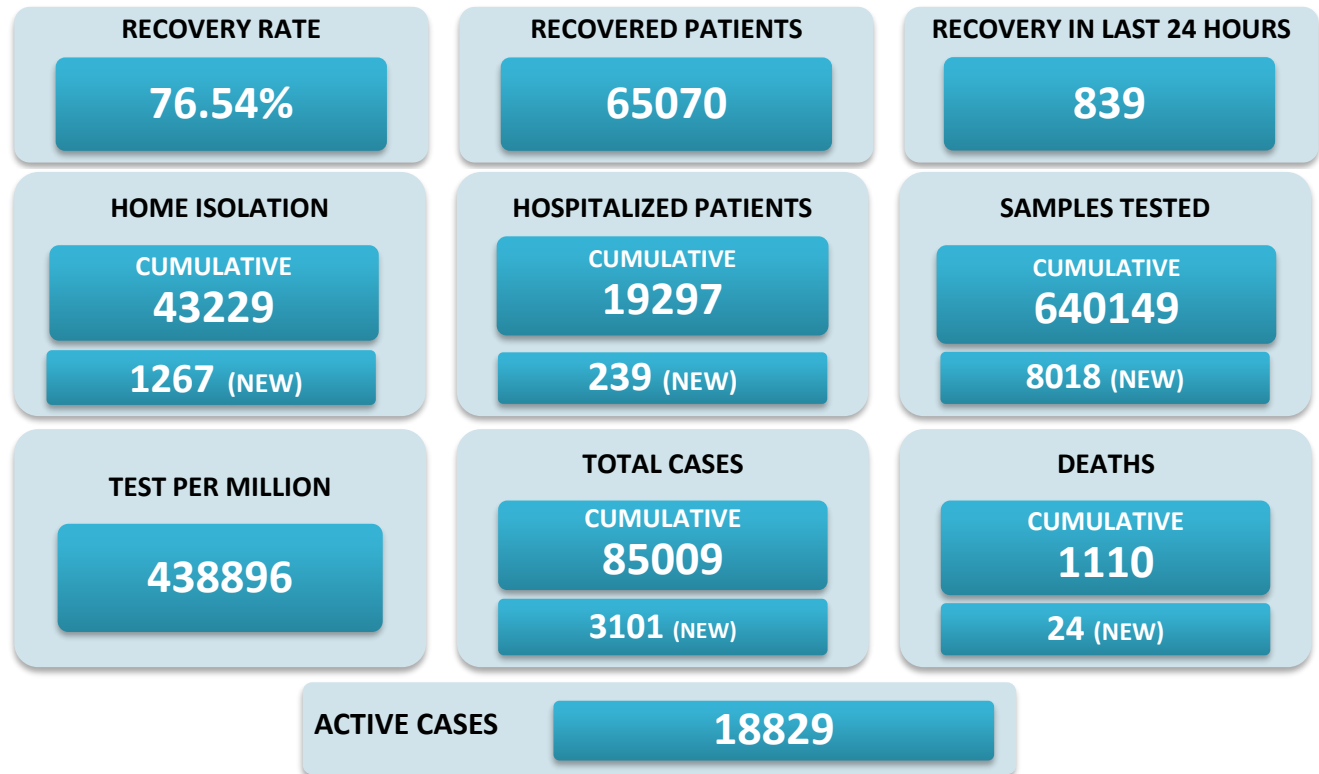 RECOVERY RATE
76.54%
RECOVERED PATIENTS
65070
RECOVERY IN LAST 24 HOURS
839
HOME ISOLATION
CUMULATIVE
43229
1267 (NEW)
HOSPITALIZED PATIENTS
CUMULATIVE
19297
239 (NEW)
SAMPLES TESTED
CUMULATIVE
640149
8018 (NEW)
TEST PER MILLION
438896
TOTAL CASES
CUMULATIVE
85009
3101 (NEW)
DEATHS
CUMULATIVE
1110
24 (NEW)
ACTIVE CASES
18829